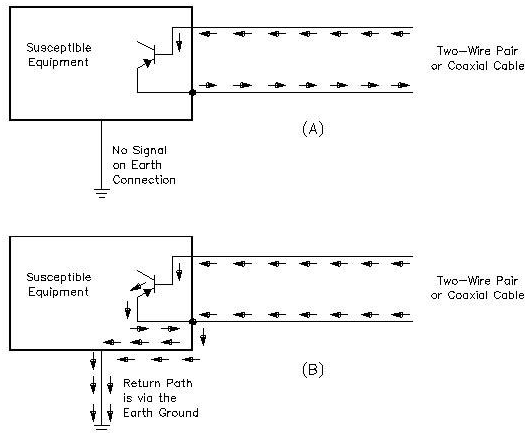 Susceptible
Equipment
Two-Wire Pair
or Coaxial Cable
(A)
No Signal
on Earth
Connection
Susceptible
Equipment
Two-Wire Pair
or Coaxial Cable
(B)
Return Path
is via the
Earth Ground